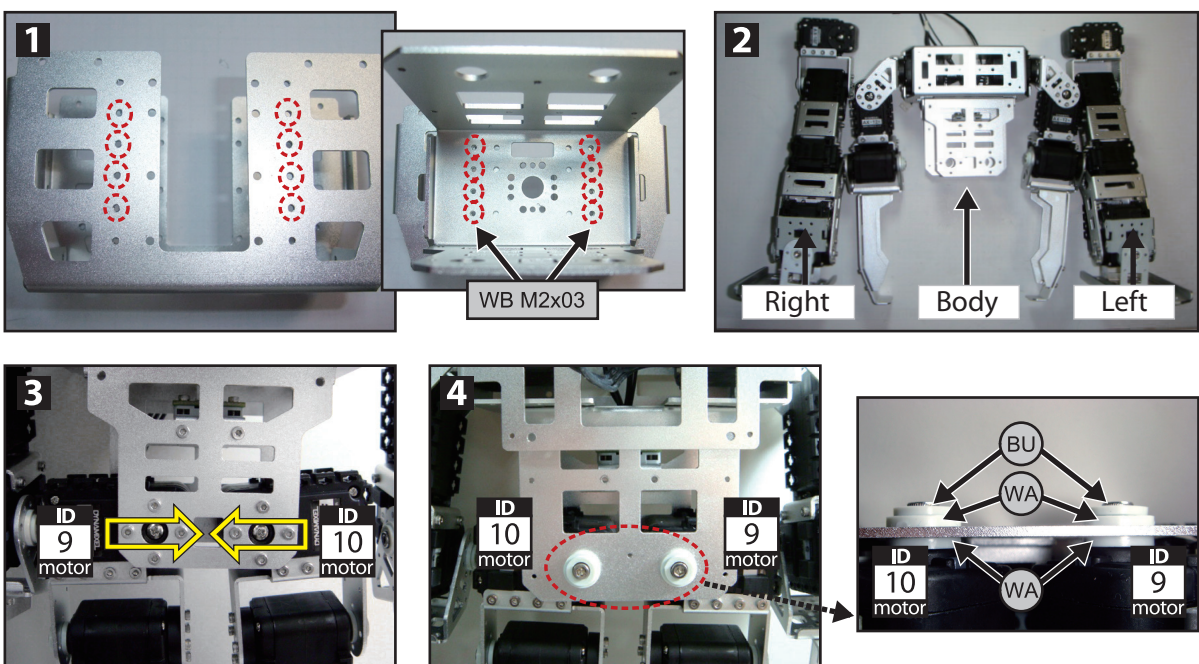 1
WB M2x03
2
Right
Body
Left
3
ID
9
motor
ID
10
motor
DYNAMIXEL
4
ID
10
motor
ID
9
motor
BU
WA
ID
10
motor
WA
ID
9
motor